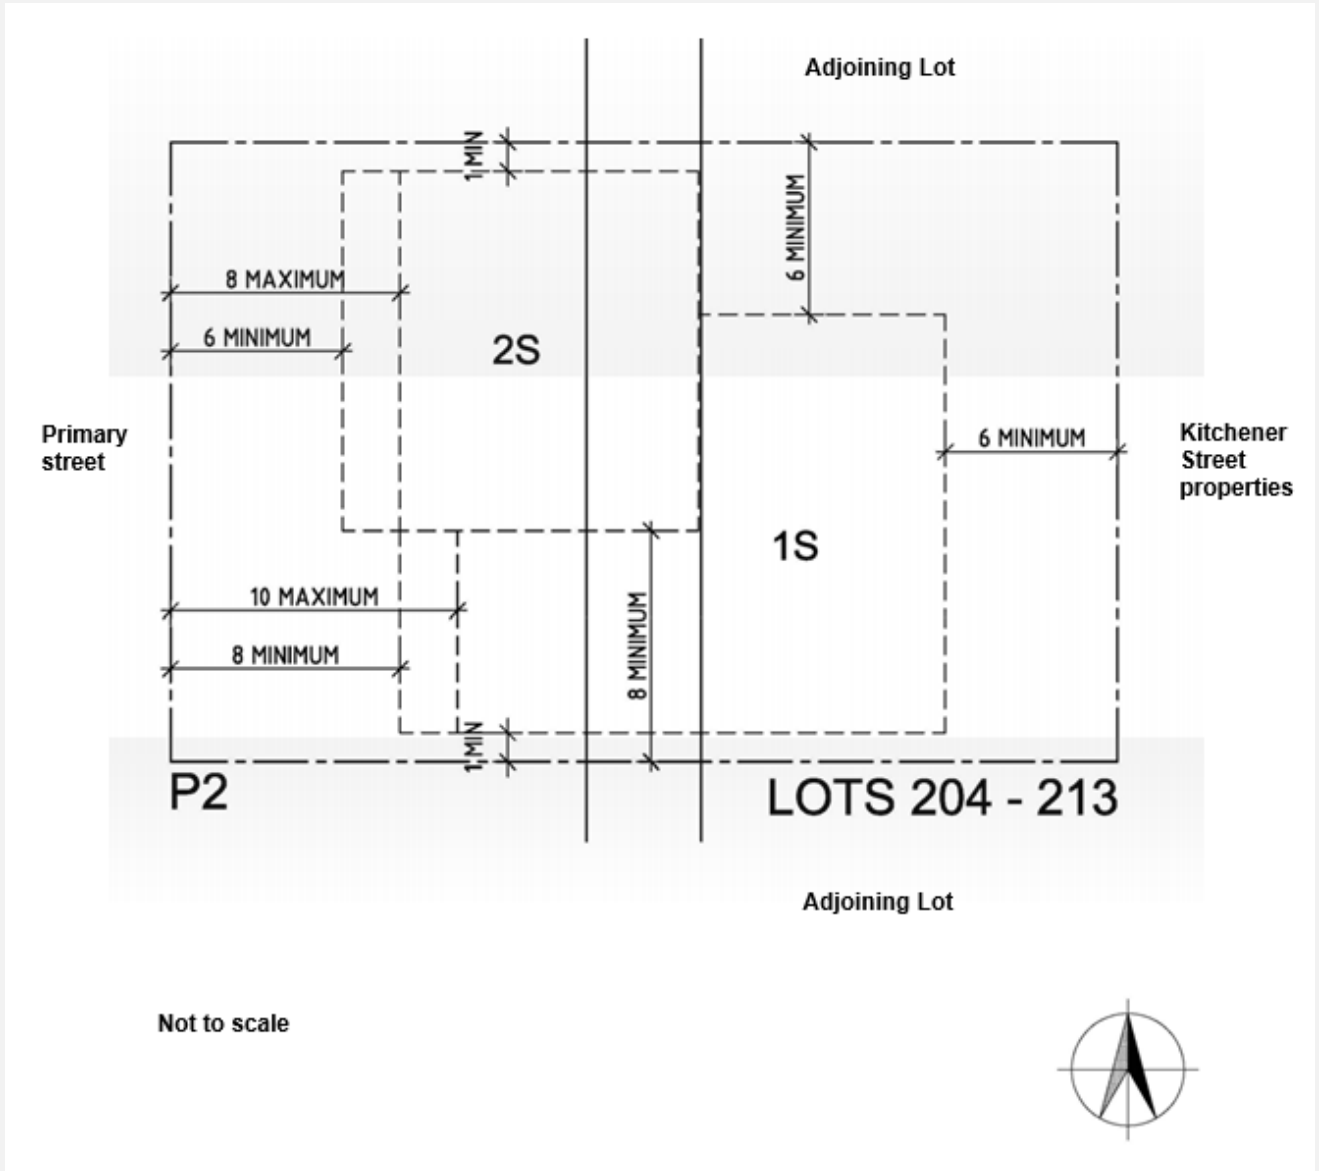 Adjoining Lot
1 MIN
6 MINIMUM
8 MAXIMUM
6 MINIMUM
2S
Primary
street
Kitchener
Street
properties
6 MINIMUM
1S
10 MAXIMUM
8 MINIMUM
8 MINIMUM
1 MIN
P2
LOTS 204 - 213
Adjoining Lot
Not to scale